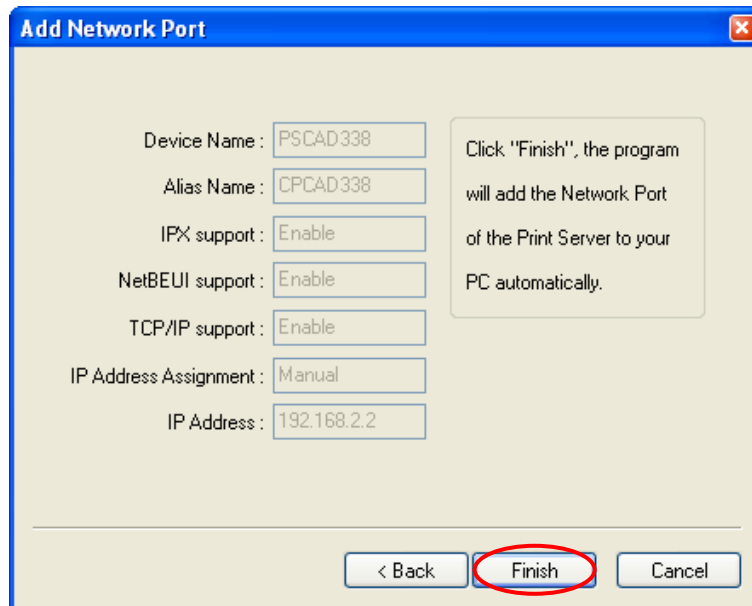 Add Network Port
Device Name : PSCAD338
Alias Name : CPCAD338
IPX support : Enable
NetBEUI support : Enable
TCP/IP support : Enable
IP Address Assignment : Manual
IP Address : 192.168.2.2
Click "Finish", the program
will add the Network Port
of the Print Server to your
PC automatically.
< Back
Finish
Cancel